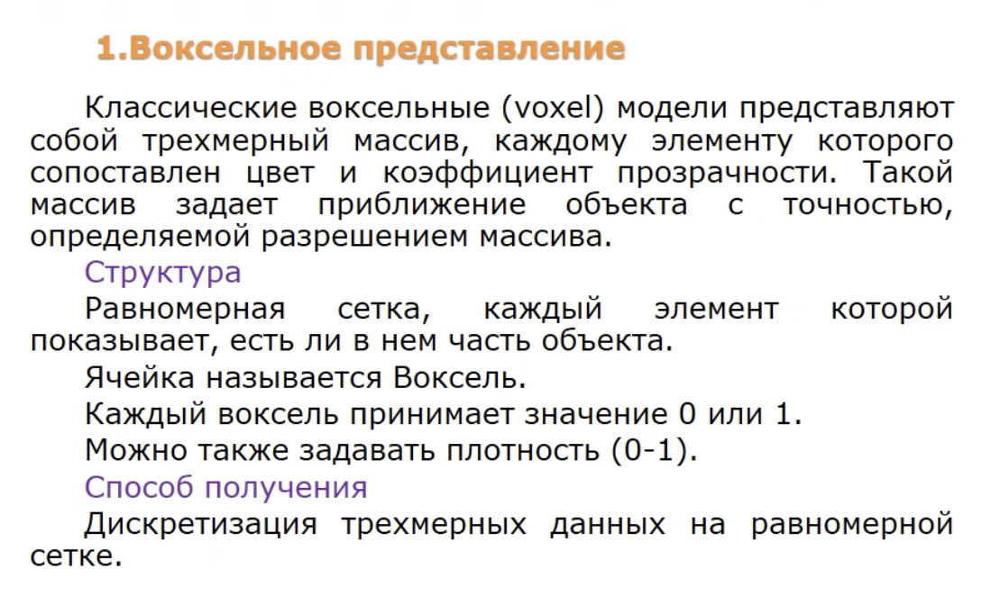 1.Воксельное представление
Классические воксельные (voxel) модели представляют
собой трехмерный массив, каждому элементу которого
сопоставлен цвет и коэффициент прозрачности. Такой
массив задает приближение объекта с точностью,
определяемой разрешением массива.
Структура
Равномерная сетка, каждый элемент которой
показывает, есть ли в нем часть объекта.
Ячейка называется Воксель.
Каждый воксель принимает значение 0 или 1.
Можно также задавать плотность (0-1).
Способ получения
Дискретизация трехмерных данных на равномерной
сетке.